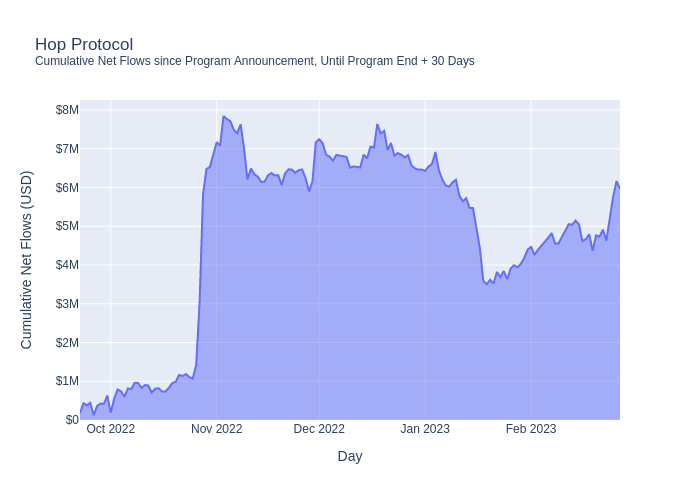 Hop Protocol
Cumulative Net Flows since Program Announcement, Until Program End + 30 Days
Cumulative Net Flows (USD)
$8M
$7M
$6M
$5M
$4M
$3M
$2M
$1M
$0
Oct 2022 Nov 2022 Dec 2022 Jan 2023 Feb 2023
Day